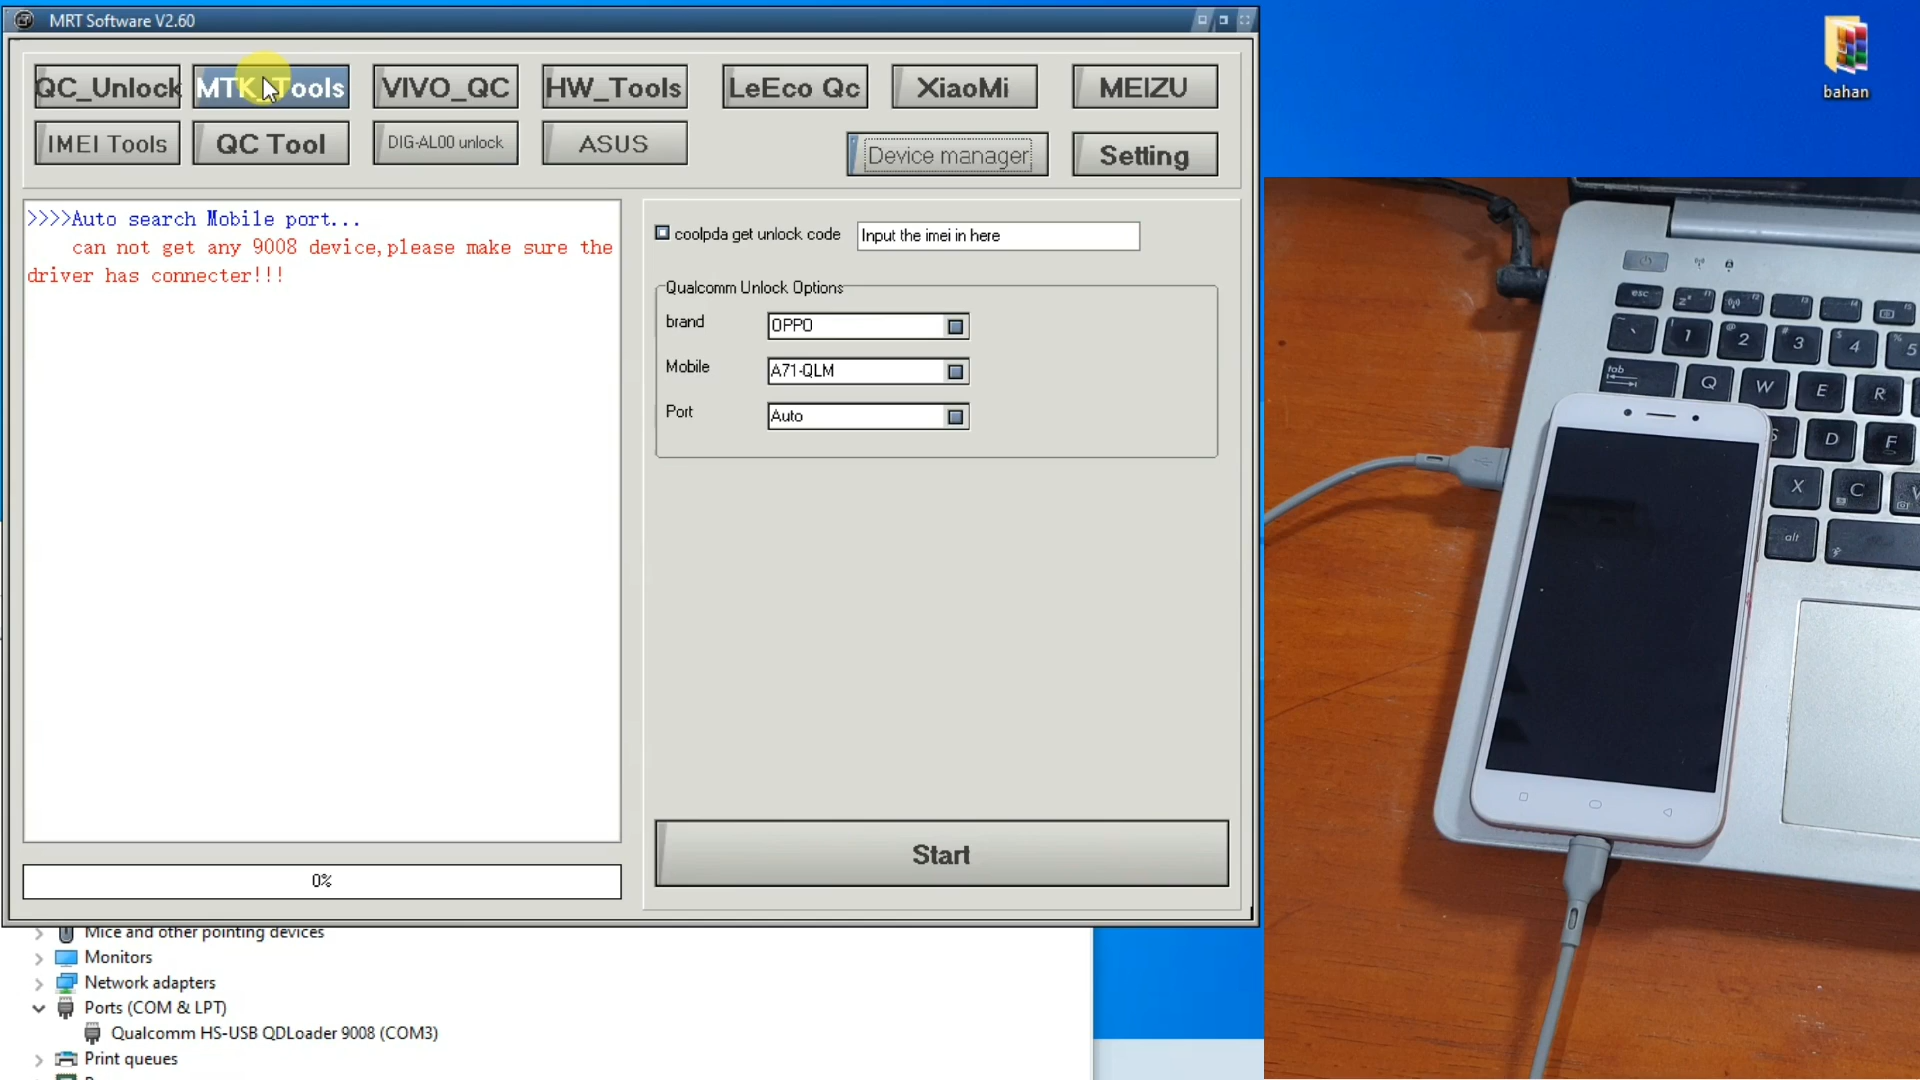 MRT Software V2.60
QC_Unlock MTK_Tools VIVO_QC HW_Tools LeEco Qc XiaoMi MEIZU
IMEI Tools QC Tool DIG-AL00 unlock ASUS Device manager Setting
bahan
>>>>Auto search Mobile port...
can not get any 9008 device,please make sure the
driver has connecter!!!
coolpda get unlock code Input the imei in here
Qualcomm Unlock Options
brand OPPO
Mobile A71-QLM
Port Auto
Start
0%
Mice and other pointing devices
Monitors
Network adapters
Ports (COM & LPT)
Qualcomm HS-USB QDLoader 9008 (COM3)
Print queues
esc
1 2 3 4 5
tab Q W E R
S D F
X C
alt